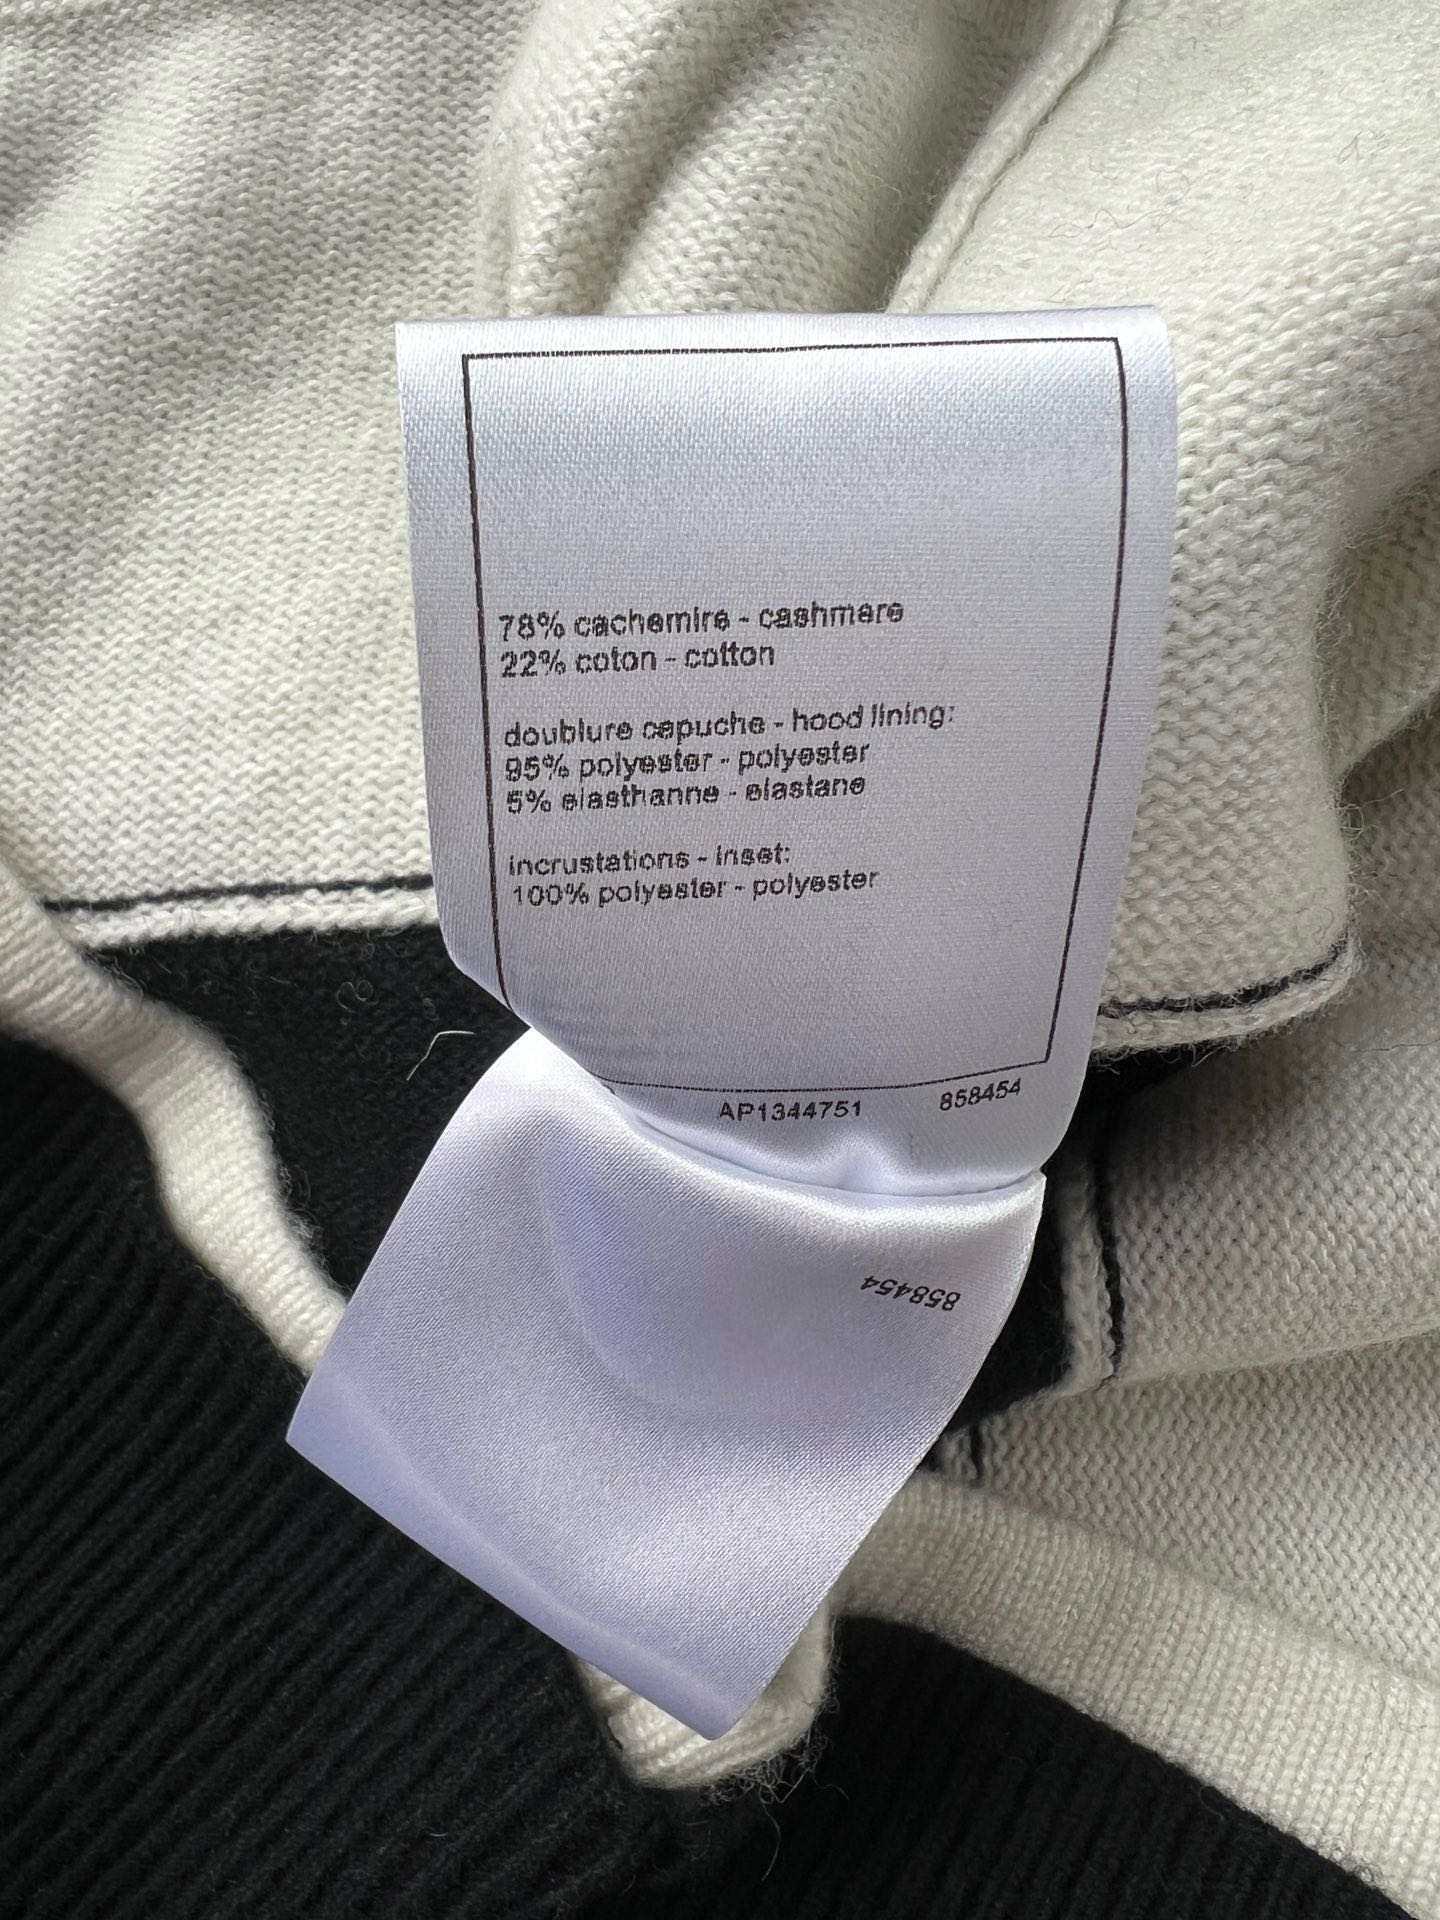 78% cachemire - cashmere
22% coton - cotton
doublure capuche - hood lining:
95% polyester - polyester
5% elasthanne - elastane
incrustations - inset:
100% polyester - polyester
AP1344751 858454
858454